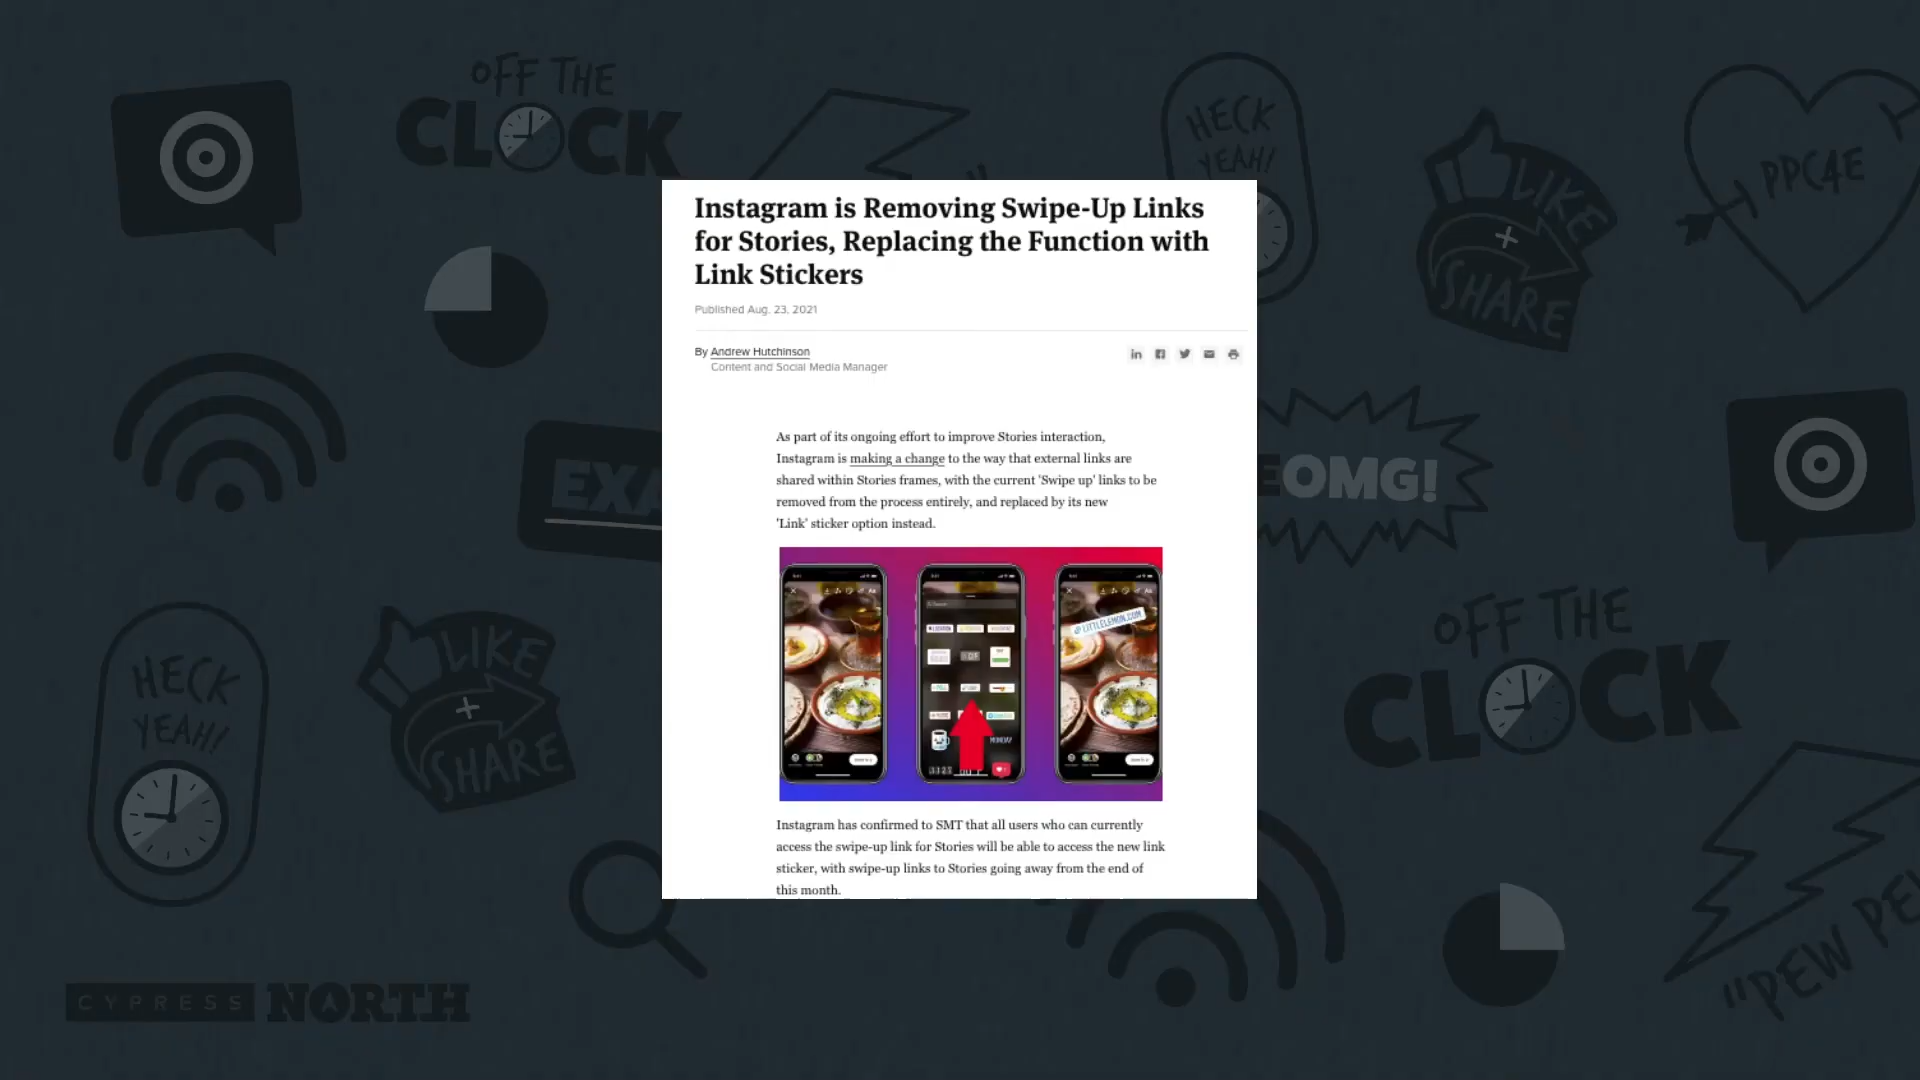 OFF THE
CLOCK
HECK
YEAH!
LIKE
+
SHARE
PPC4E
Instagram is Removing Swipe-Up Links
for Stories, Replacing the Function with
Link Stickers
Published Aug. 23, 2021
By Andrew Hutchinson
Content and Social Media Manager
in
As part of its ongoing effort to improve Stories interaction,
Instagram is making a change to the way that external links are
shared within Stories frames, with the current 'Swipe up' links to be
removed from the process entirely, and replaced by its new
'Link' sticker option instead.
EXA
EOMG!
LITTLELEMON.COM
MONDAY
OFF THE
CLOCK
HECK
YEAH!
LIKE
+
SHARE
Instagram has confirmed to SMT that all users who can currently
access the swipe-up link for Stories will be able to access the new link
sticker, with swipe-up links to Stories going away from the end of
this month.
"PEW PE
CYPRESS NORTH